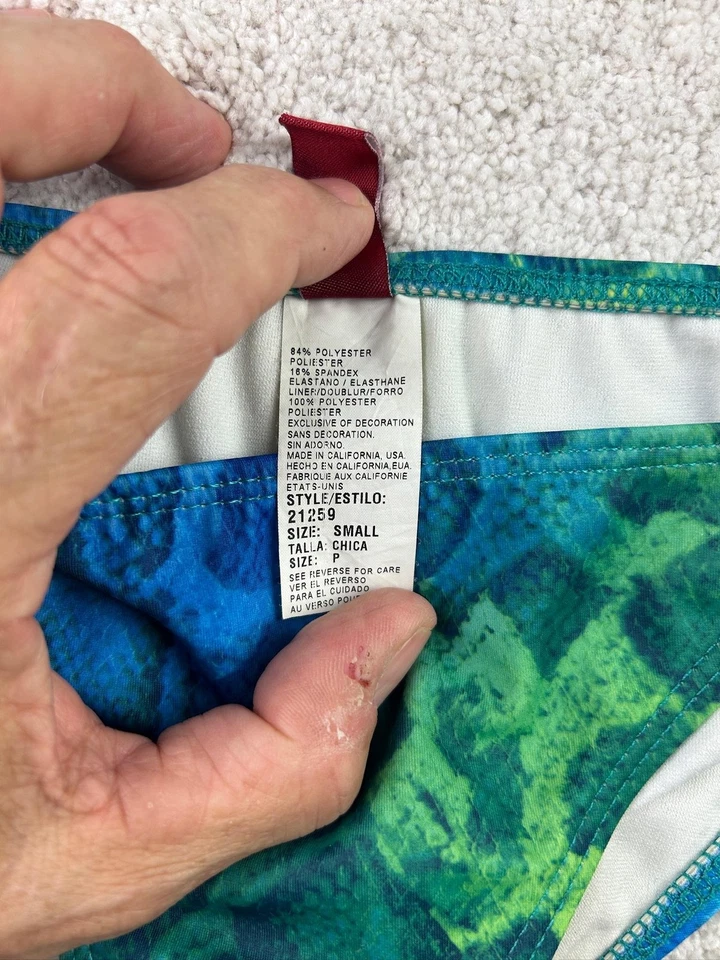 84% POLYESTER
POLIESTER
16% SPANDEX
ELASTANO / ELASTHANE
LINER/DOUBLUR/FORRO
100% POLYESTER
POLIESTER
EXCLUSIVE OF DECORATION
SANS DECORATION.
SIN ADORNO.
MADE IN CALIFORNIA, USA.
HECHO EN CALIFORNIA,EUA.
FABRIQUE AUX CALIFORNIE
ETATS-UNIS
STYLE/ESTILO:
21259
SIZE: SMALL
TALLA: CHICA
SIZE: P
SEE REVERSE FOR CARE
VER EL REVERSO
PARA EL CUIDADO
AU VERSO